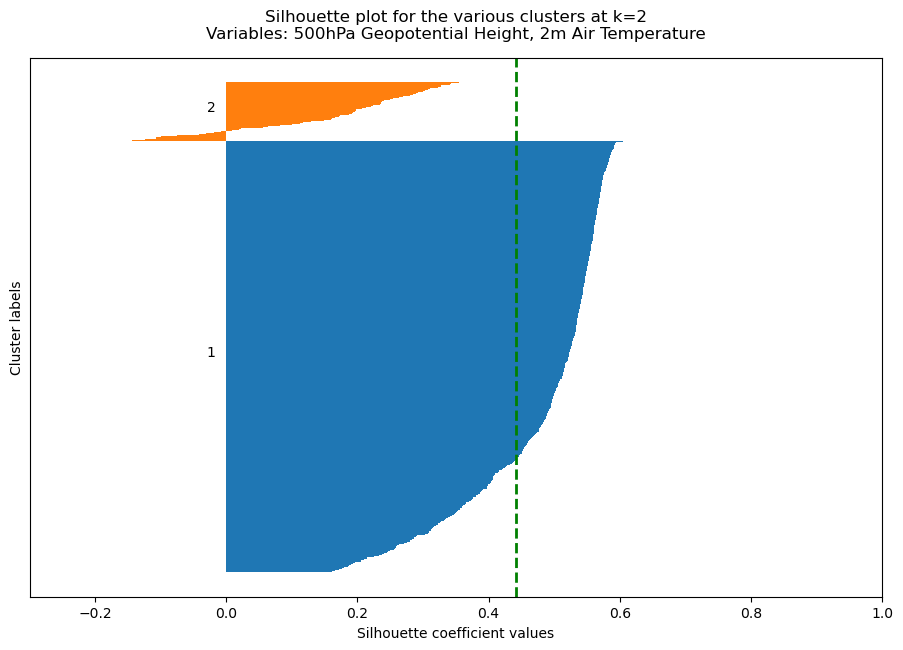 Silhouette plot for the various clusters at k=2
Variables: 500hPa Geopotential Height, 2m Air Temperature
2
1
Cluster labels
−0.2
0.0
0.2
0.4
0.6
0.8
1.0
Silhouette coefficient values